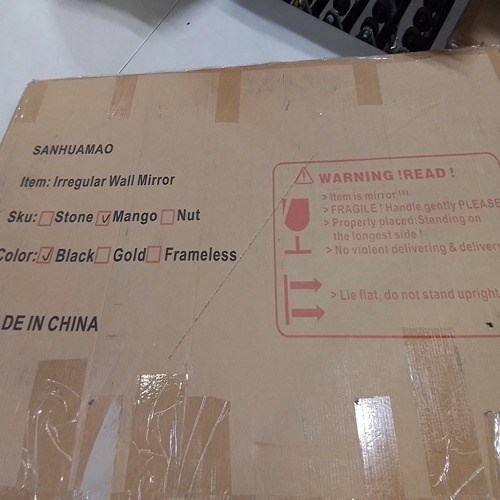 SANHUAMAO
Item: Irregular Wall Mirror
Sku: Stone Mango Nut
Color: Black Gold Frameless
DE IN CHINA
WARNING !READ !
> Item is mirror !!!
> FRAGILE ! Handle gently PLEASE
> Properly placed:Standing on
the longest side !
> No violent delivering & deliver
> Lie flat, do not stand upright